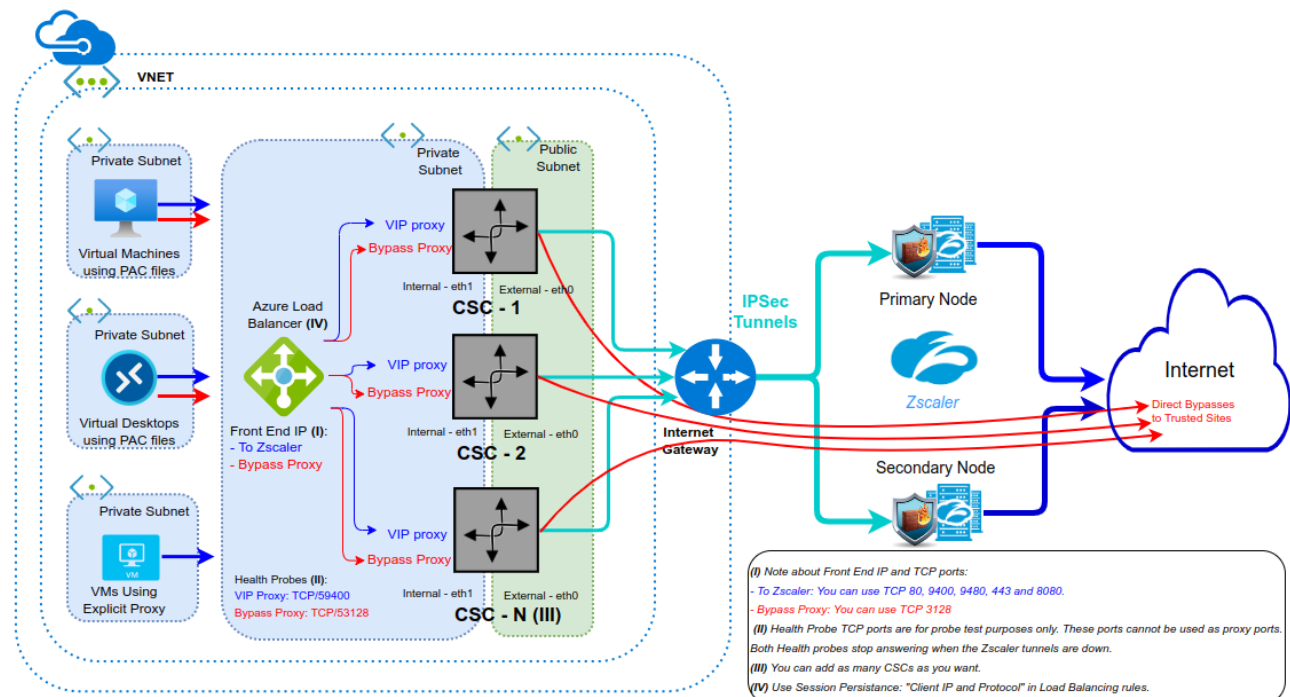 VNET
Private Subnet
Virtual Machines
using PAC files
Private Subnet
Virtual Desktops
using PAC files
Private Subnet
VM
VMs Using
Explicit Proxy
Private
Subnet
Public
Subnet
Azure Load
Balancer (IV)
Front End IP (I):
- To Zscaler
- Bypass Proxy
Health Probes (II):
VIP Proxy: TCP/59400
Bypass Proxy: TCP/53128
VIP proxy
Bypass Proxy
Internal - eth1
External - eth0
CSC - 1
VIP proxy
Bypass Proxy
Internal - eth1
External - eth0
CSC - 2
VIP proxy
Bypass Proxy
Internal - eth1
External - eth0
CSC - N (III)
IPSec
Tunnels
Internet
Gateway
Primary Node
Zscaler
Secondary Node
Internet
Direct Bypasses
to Trusted Sites
(I) Note about Front End IP and TCP ports:
- To Zscaler: You can use TCP 80, 9400, 9480, 443 and 8080.
- Bypass Proxy: You can use TCP 3128
(II) Health Probe TCP ports are for probe test purposes only. These ports cannot be used as proxy ports.
Both Health probes stop answering when the Zscaler tunnels are down.
(III) You can add as many CSCs as you want.
(IV) Use Session Persistance: "Client IP and Protocol" in Load Balancing rules.